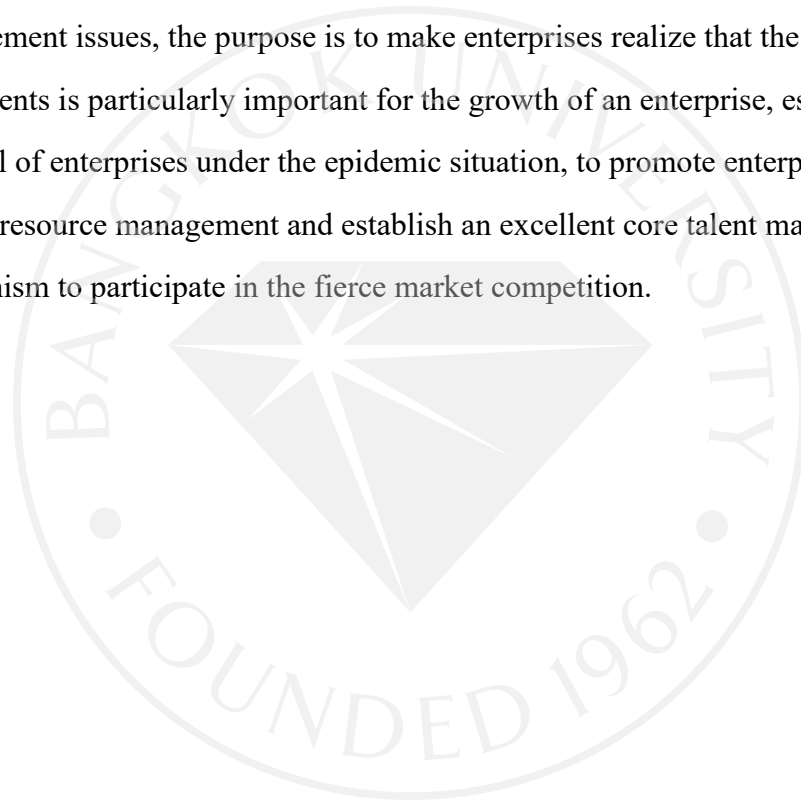 ement issues, the purpose is to make enterprises realize that the
ents is particularly important for the growth of an enterprise, es
l of enterprises under the epidemic situation, to promote enterp
resource management and establish an excellent core talent ma
nism to participate in the fierce market competition.
BANGKOK UNIVERSITY
FOUNDED 1962